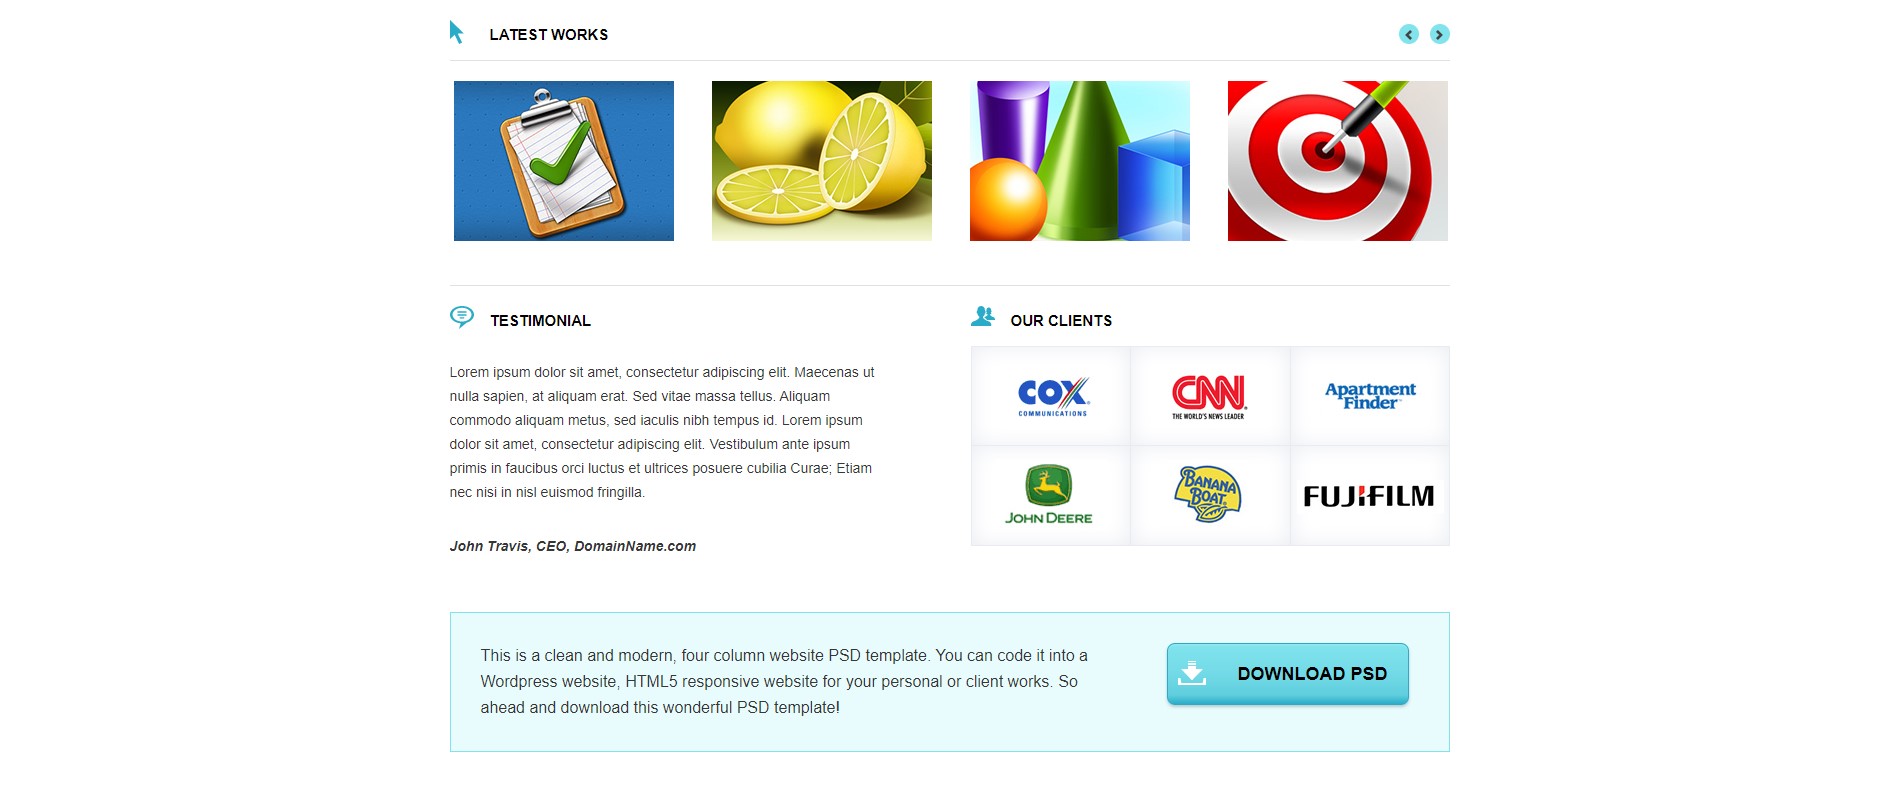 LATEST WORKS
TESTIMONIAL
Lorem ipsum dolor sit amet, consectetur adipiscing elit. Maecenas ut
nulla sapien, at aliquam erat. Sed vitae massa tellus. Aliquam
commodo aliquam metus, sed iaculis nibh tempus id. Lorem ipsum
dolor sit amet, consectetur adipiscing elit. Vestibulum ante ipsum
primis in faucibus orci luctus et ultrices posuere cubilia Curae; Etiam
nec nisi in nisl euismod fringilla.
John Travis, CEO, DomainName.com
OUR CLIENTS
COX
COMMUNICATIONS
CNN
THE WORLD'S NEWS LEADER
Apartment
Finder
JOHN DEERE
BANANA
BOAT
FUJIFILM
This is a clean and modern, four column website PSD template. You can code it into a
Wordpress website, HTML5 responsive website for your personal or client works. So
ahead and download this wonderful PSD template!
DOWNLOAD PSD